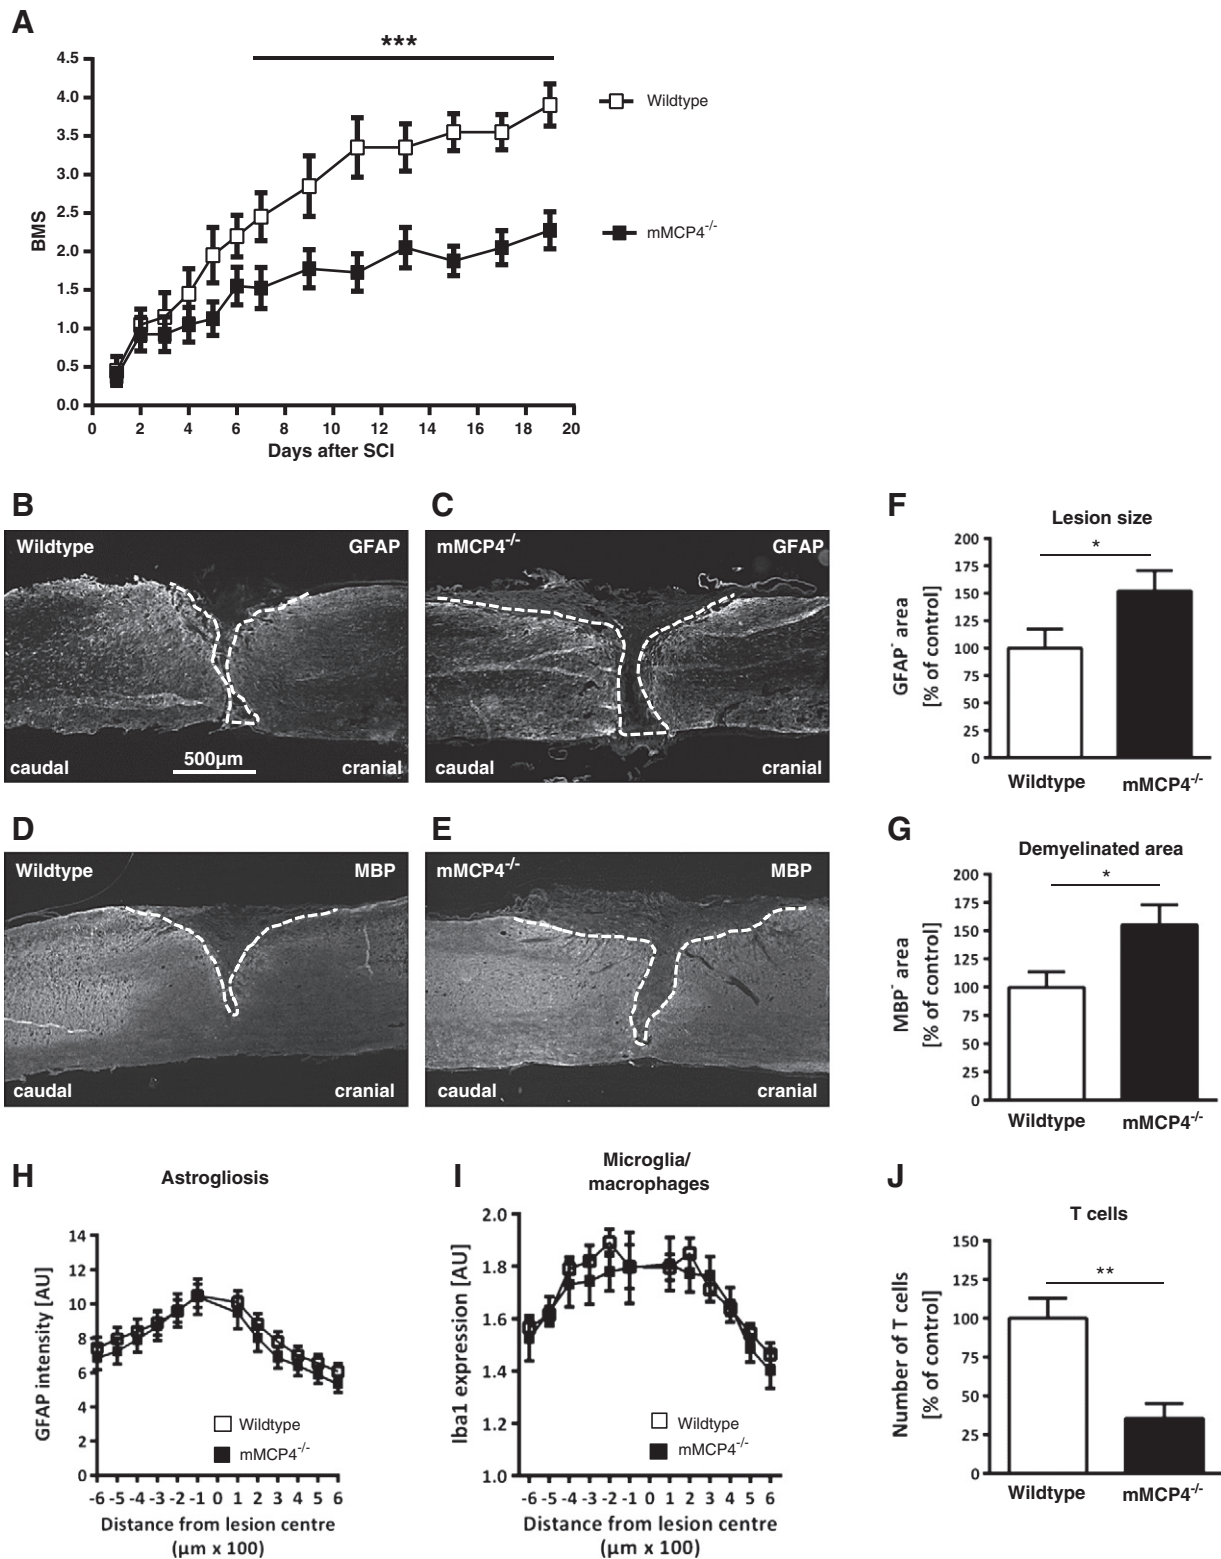 A
***
4.5
4.0
3.5
3.0
2.5
2.0
1.5
1.0
0.5
0.0
BMS
0 2 4 6 8 10 12 14 16 18 20
Days after SCI
Wildtype
mMCP4-/-
B
Wildtype GFAP
500μm
caudal cranial
C
mMCP4-/- GFAP
caudal cranial
F
Lesion size
*
200
175
150
125
100
75
50
25
0
GFAP- area
[% of control]
Wildtype mMCP4-/-
D
Wildtype MBP
caudal cranial
E
mMCP4-/- MBP
caudal cranial
G
Demyelinated area
*
200
175
150
125
100
75
50
25
0
MBP- area
[% of control]
Wildtype mMCP4-/-
H
Astrogliosis
14
12
10
8
6
4
2
0
GFAP intensity [AU]
Wildtype
mMCP4-/-
-6 -5 -4 -3 -2 -1 0 1 2 3 4 5 6
Distance from lesion centre
(μm x 100)
I
Microglia/
macrophages
2.0
1.8
1.6
1.4
1.2
1.0
Iba1 expression [AU]
Wildtype
mMCP4-/-
-6 -5 -4 -3 -2 -1 0 1 2 3 4 5 6
Distance from lesion centre
(μm x 100)
J
T cells
**
150
125
100
75
50
25
0
Number of T cells
[% of control]
Wildtype mMCP4-/-